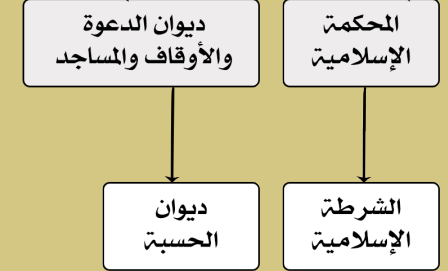 المحكمة
الإسلامية
ديوان الدعوة
والأوقاف والمساجد
الشرطة
الإسلامية
ديوان
الحسبة